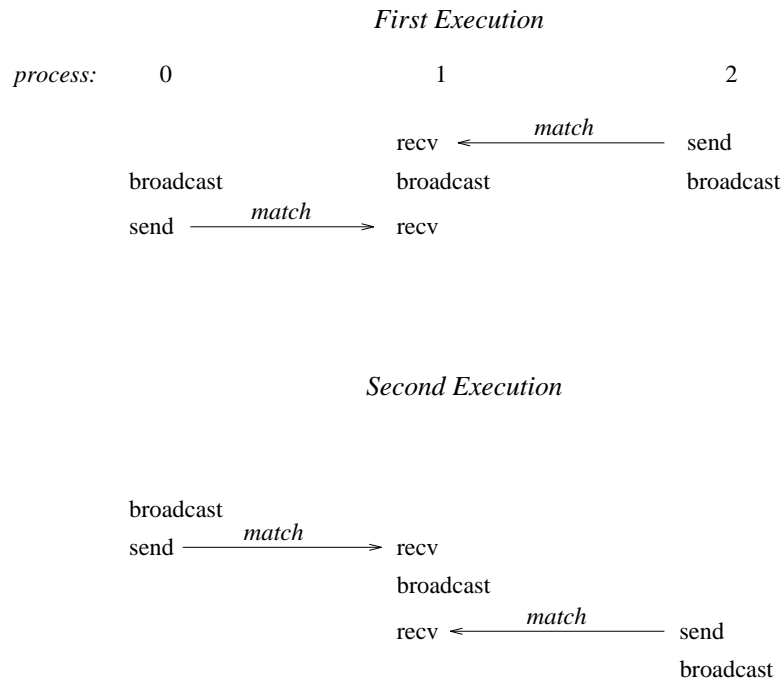 First Execution
process: 0 1 2
match
recv send
broadcast broadcast broadcast
match
send recv
Second Execution
broadcast
match
send recv
broadcast
match
recv send
broadcast